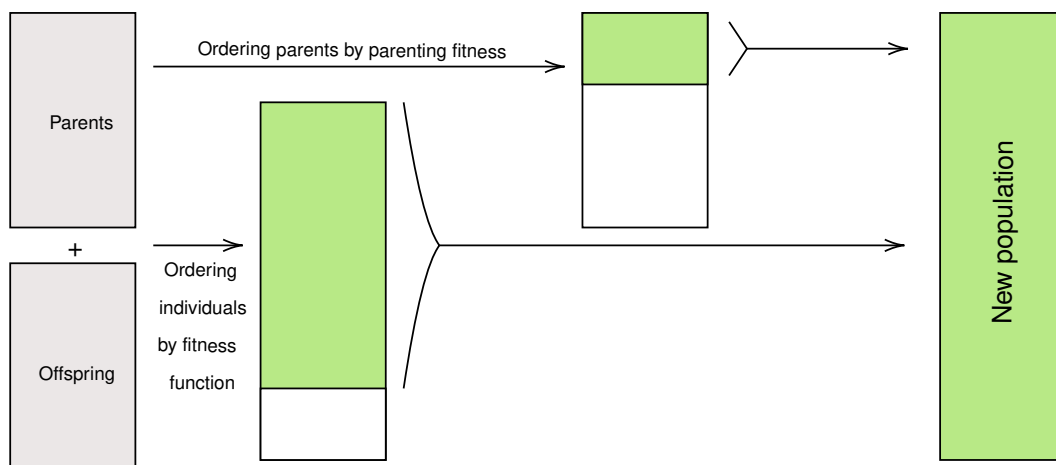 Ordering parents by parenting fitness
Parents
+
Offspring
Ordering
individuals
by fitness
function
New population